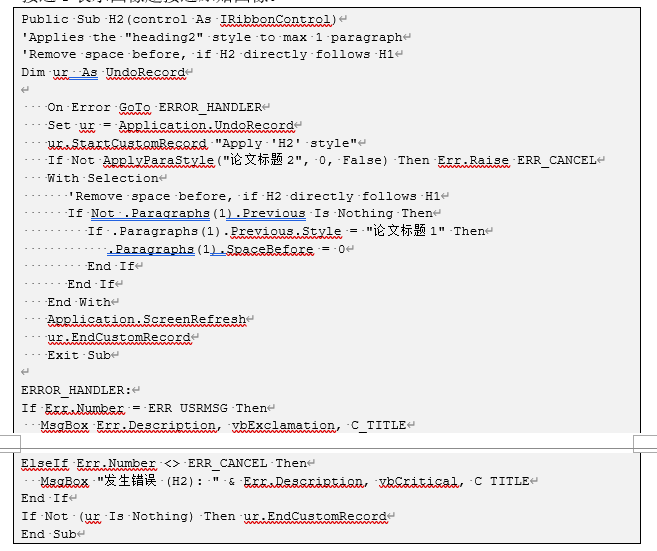 Public Sub H2(control As IRibbonControl)
'Applies the "heading2" style to max 1 paragraph
'Remove space before, if H2 directly follows H1
Dim ur As UndoRecord
On Error GoTo ERROR_HANDLER
Set ur = Application.UndoRecord
ur.StartCustomRecord "Apply 'H2' style"
If Not ApplyParaStyle("论文标题2", 0, False) Then Err.Raise ERR_CANCEL
With Selection
'Remove space before, if H2 directly follows H1
If Not .Paragraphs(1).Previous Is Nothing Then
If .Paragraphs(1).Previous.Style = "论文标题1" Then
.Paragraphs(1).SpaceBefore = 0
End If
End If
End With
Application.ScreenRefresh
ur.EndCustomRecord
Exit Sub
ERROR_HANDLER:
If Err.Number = ERR_USRMSG Then
MsgBox Err.Description, vbExclamation, C_TITLE
ElseIf Err.Number <> ERR_CANCEL Then
MsgBox "发生错误 (H2): " & Err.Description, vbCritical, C_TITLE
End If
If Not (ur Is Nothing) Then ur.EndCustomRecord
End Sub